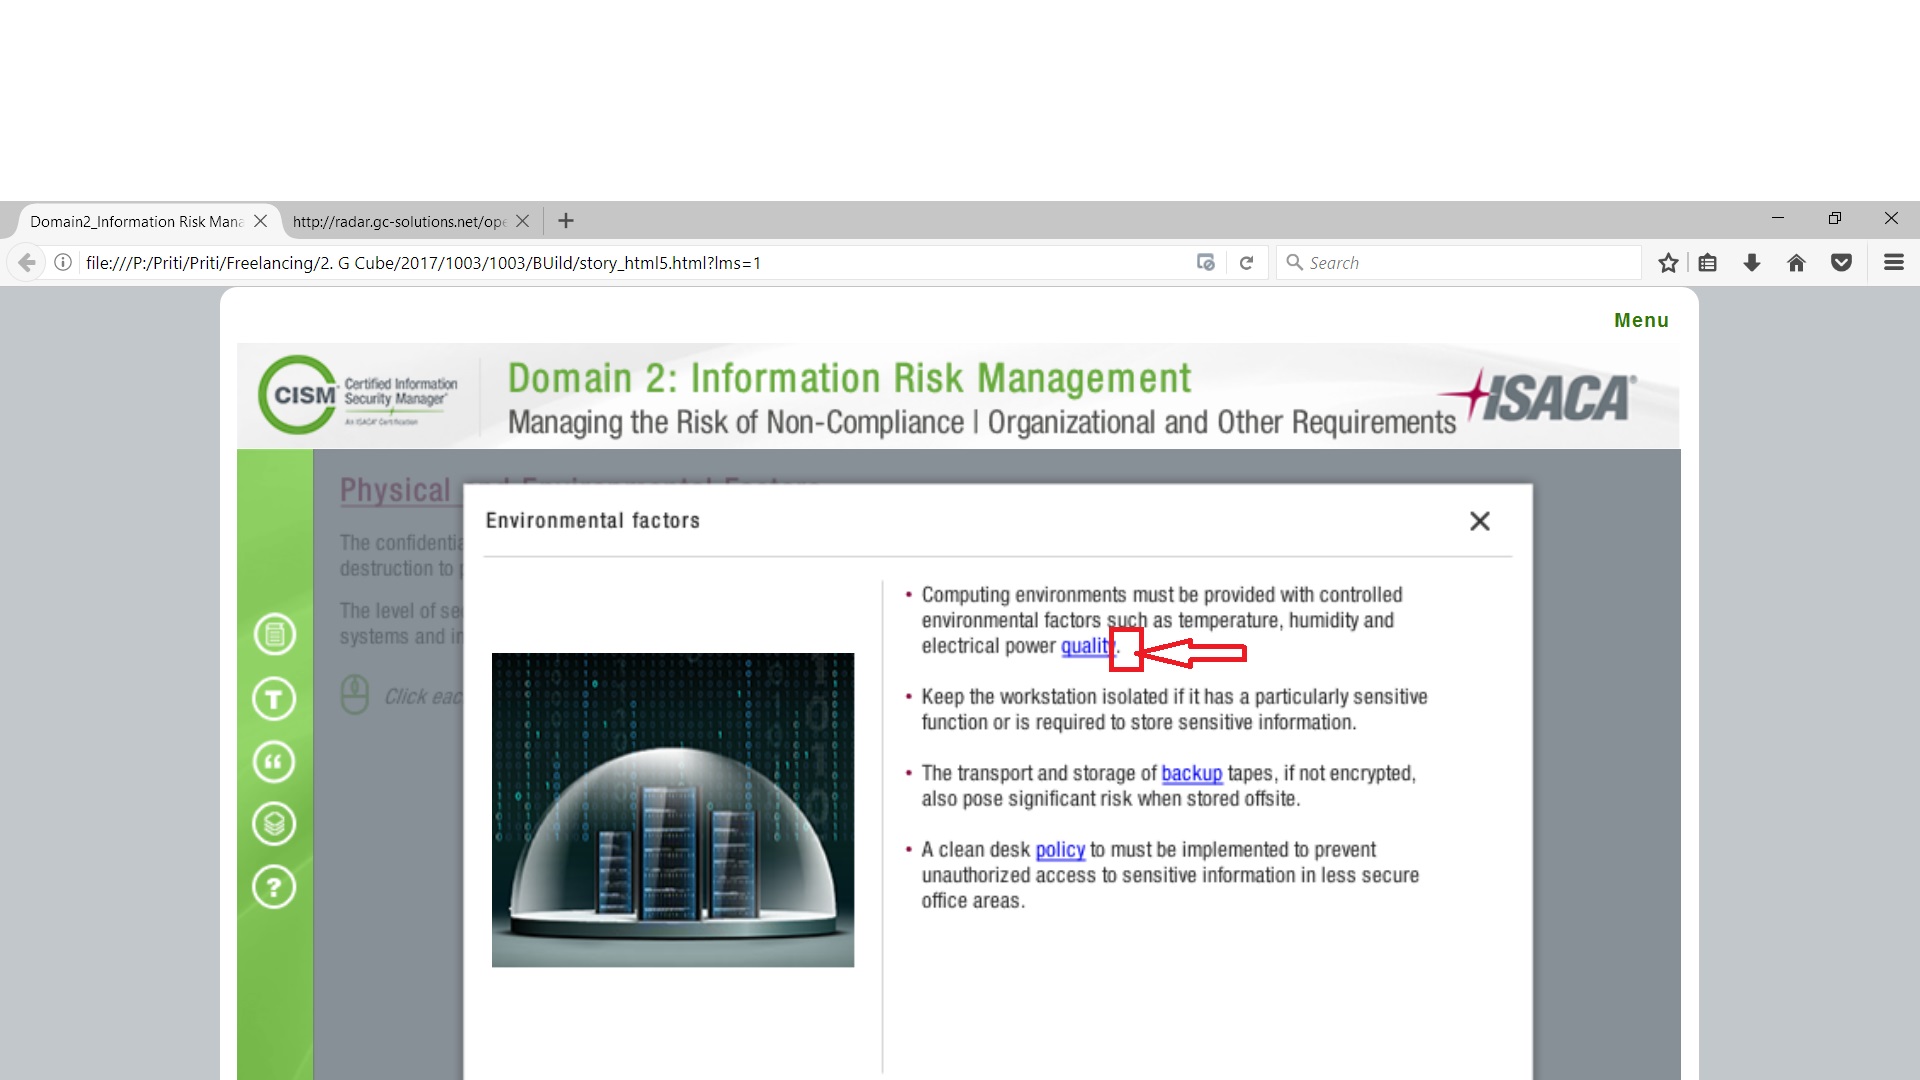 Domain2_Information Risk Mana
http://radar.gc-solutions.net/ope
file:///P:/Priti/Priti/Freelancing/2. G Cube/2017/1003/1003/BUild/story_html5.html?lms=1
Search
Menu
CISM
Certified Information
Security Manager®
An ISACA® Certification
Domain 2: Information Risk Management
Managing the Risk of Non-Compliance | Organizational and Other Requirements
ISACA®
Physical and Environmental Factors
The confidentia
destruction to p
The level of se
systems and in
Click eac
Environmental factors
• Computing environments must be provided with controlled
environmental factors such as temperature, humidity and
electrical power quality.
• Keep the workstation isolated if it has a particularly sensitive
function or is required to store sensitive information.
• The transport and storage of backup tapes, if not encrypted,
also pose significant risk when stored offsite.
• A clean desk policy to must be implemented to prevent
unauthorized access to sensitive information in less secure
office areas.